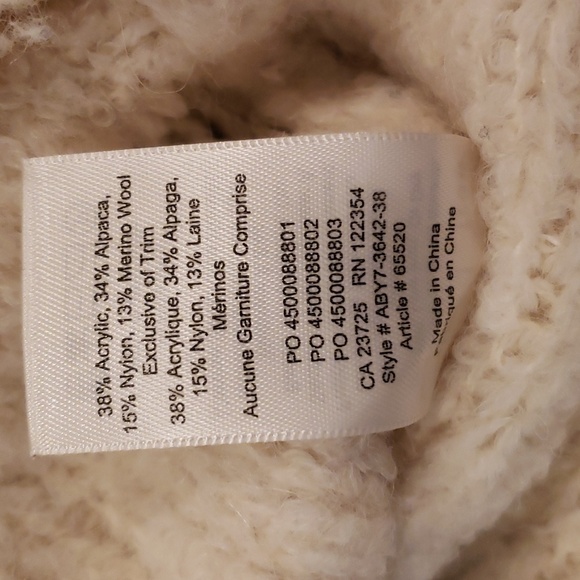 38% Acrylic, 34% Alpaca,
15% Nylon, 13% Merino Wool
Exclusive of Trim
38% Acrylique, 34% Alpaga,
15% Nylon, 13% Laine
Mérinos
Aucune Garniture Comprise
PO 4500088801
PO 4500088802
PO 4500088803
CA 23725 RN 122354
Style # ABY7-3642-38
Article # 65520
Made in China
en Chine